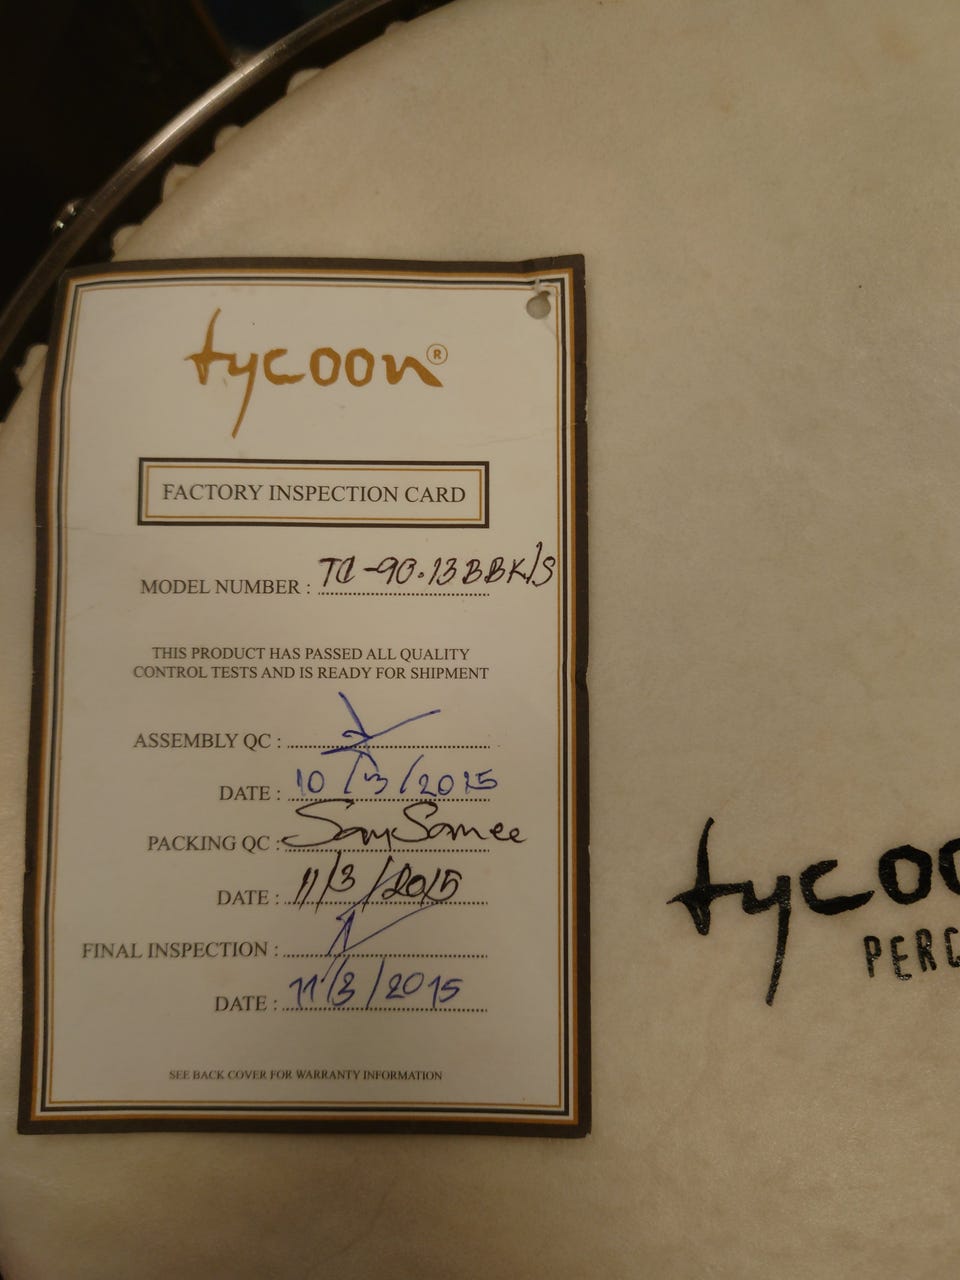 tycoon®
FACTORY INSPECTION CARD
MODEL NUMBER : TC-90.13BBK/S
THIS PRODUCT HAS PASSED ALL QUALITY
CONTROL TESTS AND IS READY FOR SHIPMENT
ASSEMBLY QC :
DATE : 10/3/2015
PACKING QC :
DATE : 11/3/2015
FINAL INSPECTION :
DATE : 11/3/2015
SEE BACK COVER FOR WARRANTY INFORMATION
tycoo
PERC